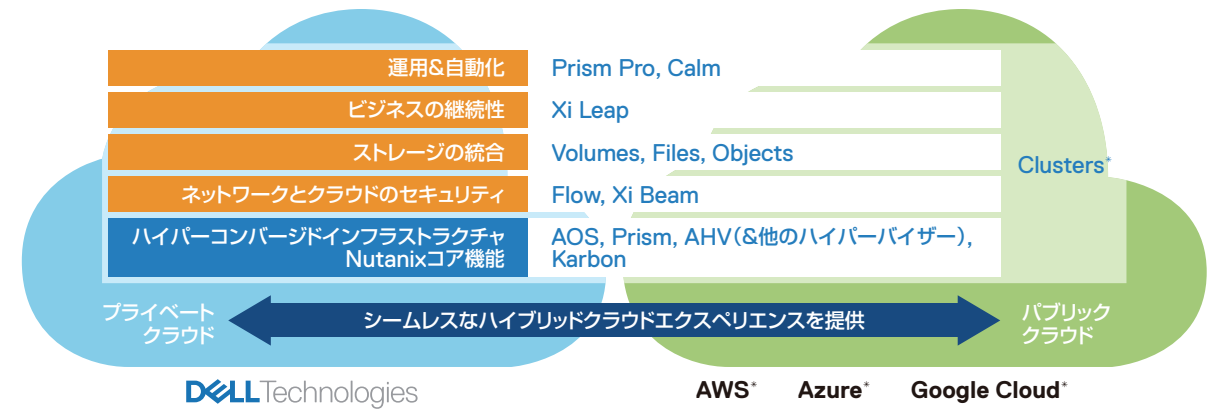 運用&自動化 Prism Pro, Calm
ビジネスの継続性 Xi Leap
ストレージの統合 Volumes, Files, Objects
Clusters*
ネットワークとクラウドのセキュリティ Flow, Xi Beam
ハイパーコンバージドインフラストラクチャ
Nutanixコア機能
AOS, Prism, AHV(&他のハイパーバイザー),
Karbon
プライベート
クラウド
シームレスなハイブリッドクラウドエクスペリエンスを提供
パブリック
クラウド
DELLTechnologies
AWS* Azure* Google Cloud*